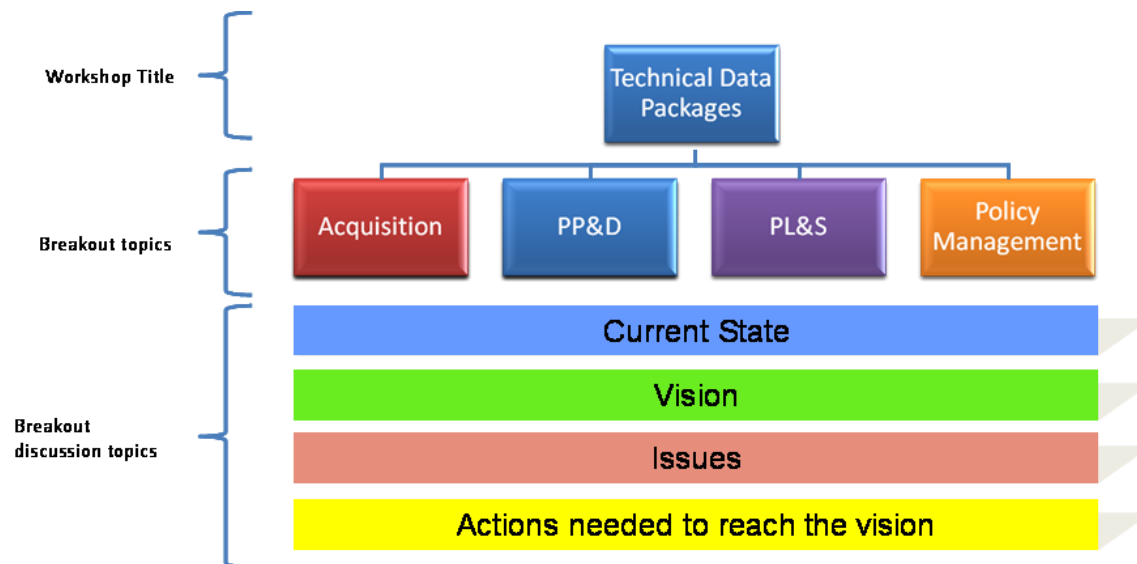 Workshop Title
Technical Data
Packages
Breakout topics
Acquisition
PP&D
PL&S
Policy
Management
Breakout
discussion topics
Current State
Vision
Issues
Actions needed to reach the vision